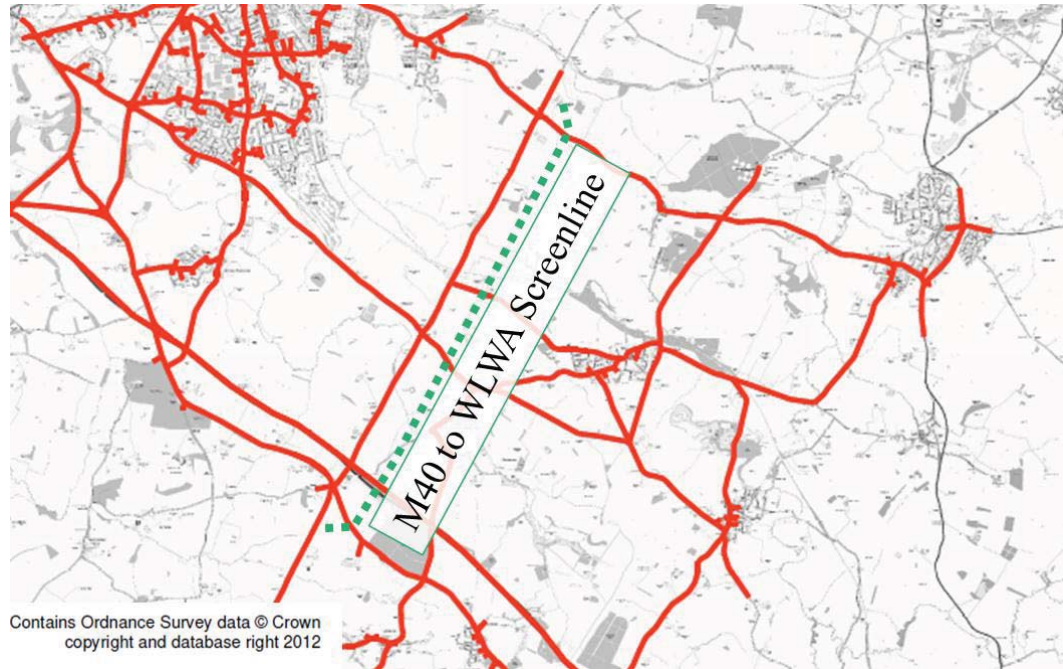 M40 to WLWA Screenline
Contains Ordnance Survey data © Crown
copyright and database right 2012